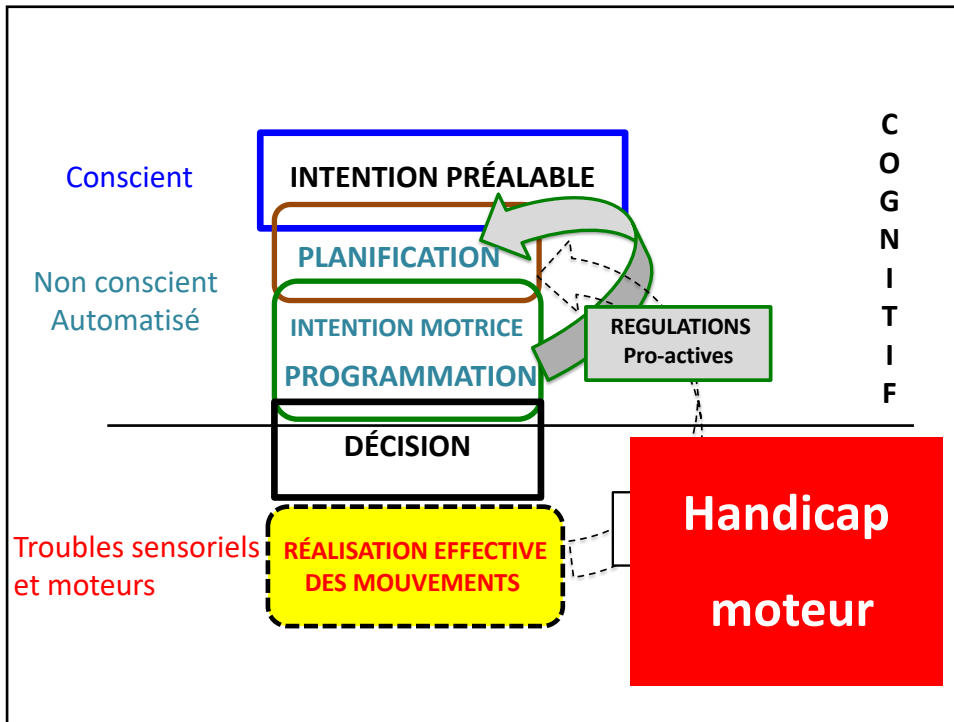 Conscient
INTENTION PRÉALABLE
PLANIFICATION
Non conscient
Automatisé
INTENTION MOTRICE
PROGRAMMATION
REGULATIONS
Pro-actives
C
O
G
N
I
T
I
F
DÉCISION
Troubles sensoriels
et moteurs
RÉALISATION EFFECTIVE
DES MOUVEMENTS
Handicap
moteur